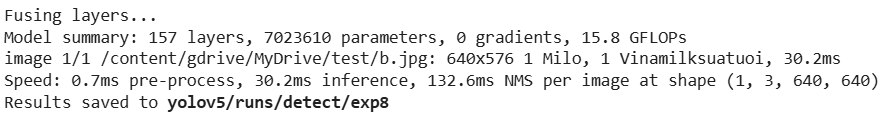 Fusing layers...
Model summary: 157 layers, 7023610 parameters, 0 gradients, 15.8 GFLOPs
image 1/1 /content/gdrive/MyDrive/test/b.jpg: 640x576 1 Milo, 1 Vinamilksuatuoi, 30.2ms
Speed: 0.7ms pre-process, 30.2ms inference, 132.6ms NMS per image at shape (1, 3, 640, 640)
Results saved to yolov5/runs/detect/exp8